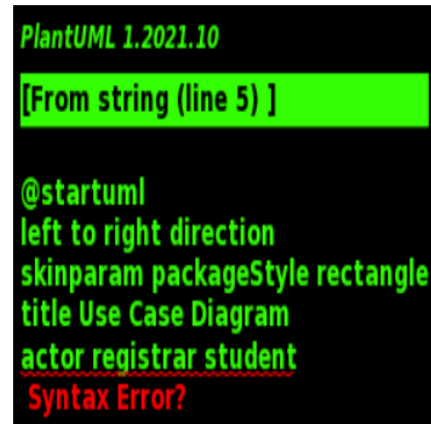 PlantUML 1.2021.10
[From string (line 5) ]
@startuml
left to right direction
skinparam packageStyle rectangle
title Use Case Diagram
actor registrar student
Syntax Error?